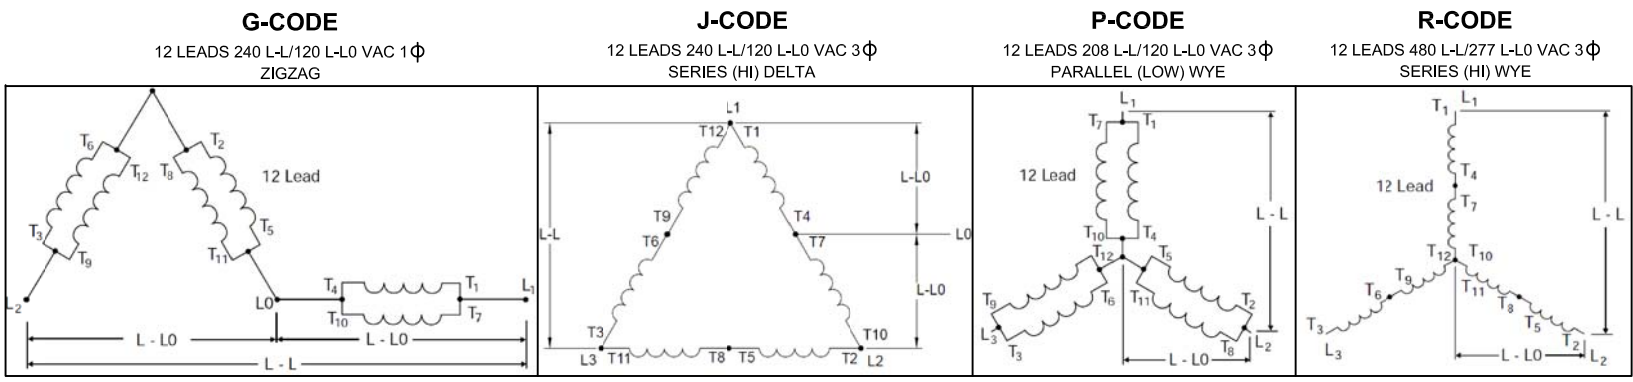 G-CODE
12 LEADS 240 L-L/120 L-L0 VAC 1Φ
ZIGZAG
T6
T2
T12
T8
12 Lead
T3
T5
T9
T11
L2
L0
T4
T1
L1
T10
T7
L - L0
L - L0
L - L
J-CODE
12 LEADS 240 L-L/120 L-L0 VAC 3Φ
SERIES (HI) DELTA
L1
T12
T1
L-L0
T9
T4
L-L
L0
T6
T7
L-L0
T3
T10
L3
T11
T8
T5
T2
L2
P-CODE
12 LEADS 208 L-L/120 L-L0 VAC 3Φ
PARALLEL (LOW) WYE
L1
T7
T1
12 Lead
L - L
T10
T4
T12
T5
T6
T11
T9
T2
L3
T3
T8
L2
L - L0
R-CODE
12 LEADS 480 L-L/277 L-L0 VAC 3Φ
SERIES (HI) WYE
L1
T1
T4
12 Lead
T7
L - L
T12
T10
T9
T11
T6
T8
T5
T3
T2
L3
L - L0
L2